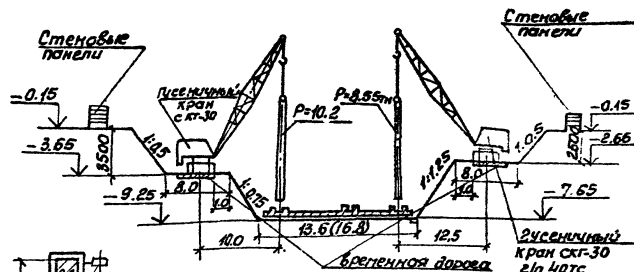 Стеновые
панели
Стеновые
панели
Гусеничный
кран
скг-30
P=10.2
P=8.55тн
-0.15
-0.15
-3.65
3500
1:0.5
1:0.5
2500
-2.65
8.0
1.0
1:0.75
1:1.25
8.0
1.0
-9.25
-7.65
13.6(16.8)
10.0
12.5
временная дорога
Гусеничный
кран скг-30
г/п 40тс